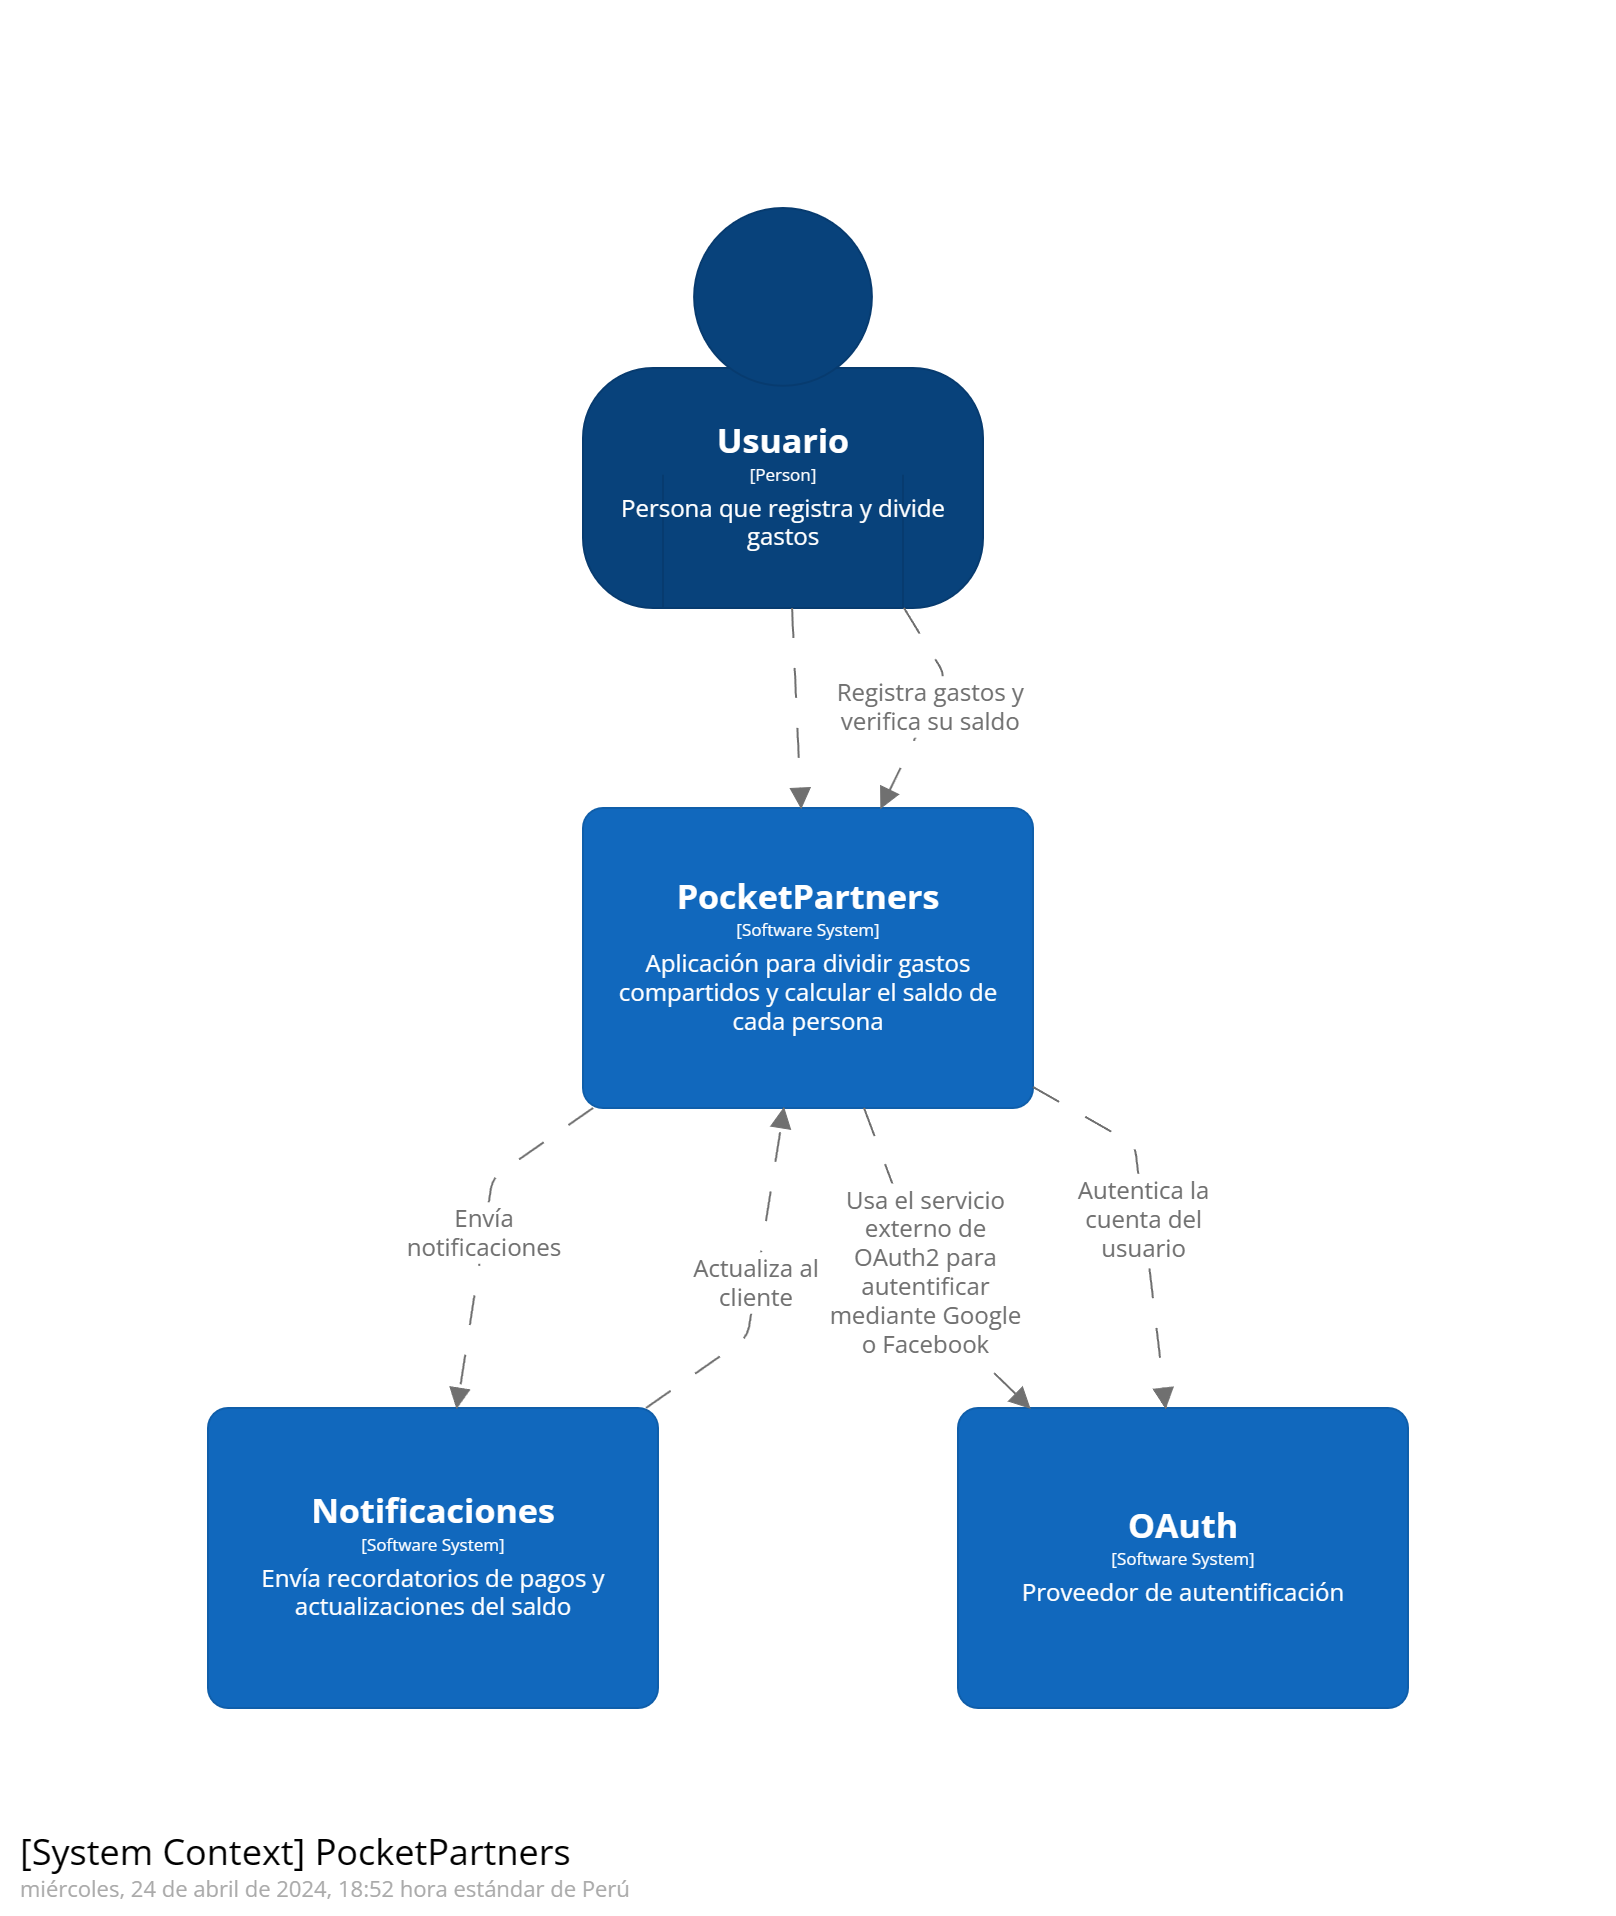 Usuario
[Person]
Persona que registra y divide
gastos
Registra gastos y
verifica su saldo
PocketPartners
[Software System]
Aplicación para dividir gastos
compartidos y calcular el saldo de
cada persona
Envía
notificaciones
Actualiza al
cliente
Usa el servicio
externo de
OAuth2 para
autentificar
mediante Google
o Facebook
Autentica la
cuenta del
usuario
Notificaciones
[Software System]
Envía recordatorios de pagos y
actualizaciones del saldo
OAuth
[Software System]
Proveedor de autentificación
[System Context] PocketPartners
miércoles, 24 de abril de 2024, 18:52 hora estándar de Perú